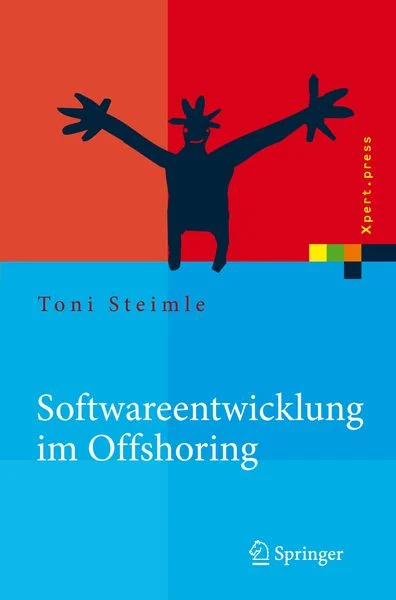 Xpert.press
Toni Steimle
Softwareentwicklung
im Offshoring
Springer